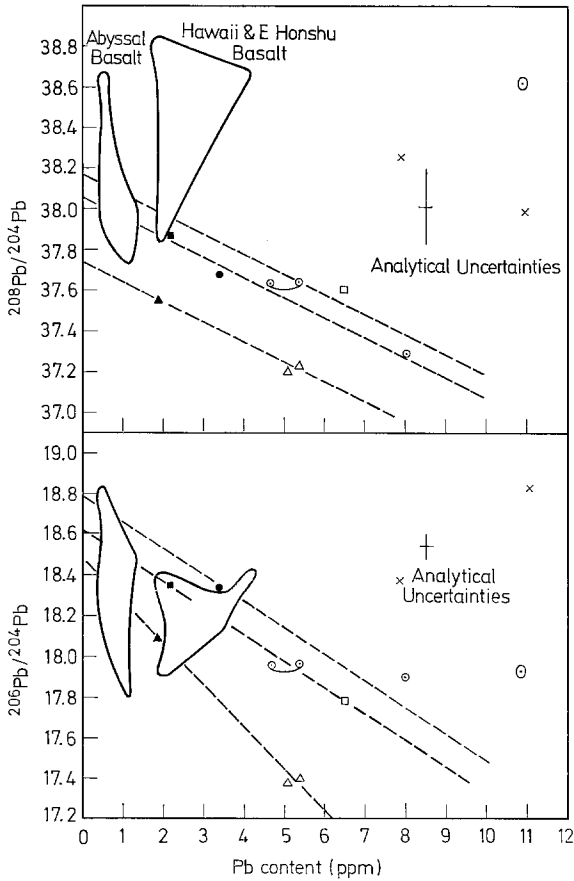 Abyssal
Basalt
Hawaii & E Honshu
Basalt
38.8
38.6
38.4
38.2
38.0
37.8
37.6
37.4
37.2
37.0
²⁰⁸Pb/²⁰⁴Pb
Analytical Uncertainties
19.0
18.8
18.6
18.4
18.2
18.0
17.8
17.6
17.4
17.2
²⁰⁶Pb/²⁰⁴Pb
Analytical
Uncertainties
0 1 2 3 4 5 6 7 8 9 10 11 12
Pb content (ppm)